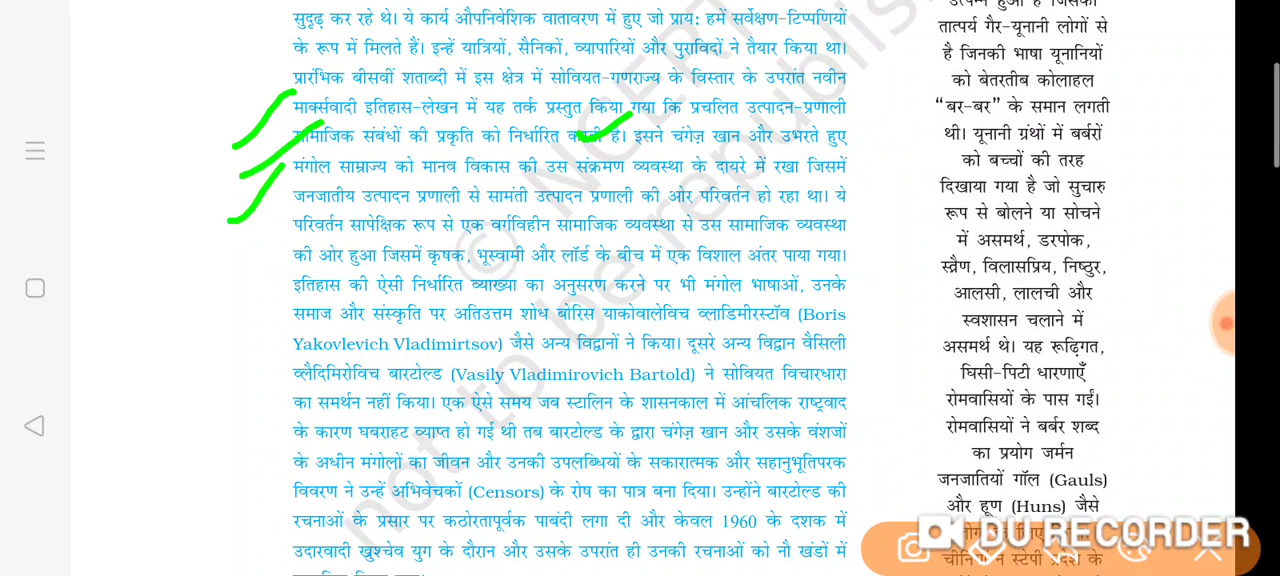 सुदृढ़ कर रहे थे। ये कार्य औपनिवेशिक वातावरण में हुए जो प्राय: हमें सर्वेक्षण-टिप्पणियों
के रूप में मिलते हैं। इन्हें यात्रियों, सैनिकों, व्यापारियों और पुराविदों ने तैयार किया था।
प्रारंभिक बीसवीं शताब्दी में इस क्षेत्र में सोवियत-गणराज्य के विस्तार के उपरांत नवीन
मार्क्सवादी इतिहास-लेखन में यह तर्क प्रस्तुत किया गया कि प्रचलित उत्पादन-प्रणाली
सामाजिक संबंधों की प्रकृति को निर्धारित करती है। इसने चंगेज़ खान और उभरते हुए
मंगोल साम्राज्य को मानव विकास की उस संक्रमण व्यवस्था के दायरे में रखा जिसमें
जनजातीय उत्पादन प्रणाली से सामंती उत्पादन प्रणाली की ओर परिवर्तन हो रहा था। ये
परिवर्तन सापेक्षिक रूप से एक वर्गविहीन सामाजिक व्यवस्था से उस सामाजिक व्यवस्था
की ओर हुआ जिसमें कृषक, भूस्वामी और लॉर्ड के बीच में एक विशाल अंतर पाया गया।
इतिहास की ऐसी निर्धारित व्याख्या का अनुसरण करने पर भी मंगोल भाषाओं, उनके
समाज और संस्कृति पर अतिउत्तम शोध बोरिस याकोवालेविच व्लाडिमीरस्टॉव (Boris
Yakovlevich Vladimirtsov) जैसे अन्य विद्वानों ने किया। दूसरे अन्य विद्वान वैसिली
व्लैदिमिरोविच बारटोल्ड (Vasily Vladimirovich Bartold) ने सोवियत विचारधारा
का समर्थन नहीं किया। एक ऐसे समय जब स्टालिन के शासनकाल में आंचलिक राष्ट्रवाद
के कारण घबराहट व्याप्त हो गई थी तब बारटोल्ड के द्वारा चंगेज़ खान और उसके वंशजों
के अधीन मंगोलों का जीवन और उनकी उपलब्धियों के सकारात्मक और सहानुभूतिपरक
विवरण ने उन्हें अभिवेचकों (Censors) के रोष का पात्र बना दिया। उन्होंने बारटोल्ड की
रचनाओं के प्रसार पर कठोरतापूर्वक पाबंदी लगा दी और केवल 1960 के दशक में
उदारवादी ख्रुश्चेव युग के दौरान और उसके उपरांत ही उनकी रचनाओं को नौ खंडों में
उत्पन्न हुआ है जिसका
तात्पर्य गैर-यूनानी लोगों से
है जिनकी भाषा यूनानियों
को बेतरतीब कोलाहल
“बर-बर” के समान लगती
थी। यूनानी ग्रंथों में बर्बरों
को बच्चों की तरह
दिखाया गया है जो सुचारु
रूप से बोलने या सोचने
में असमर्थ, डरपोक,
स्त्रैण, विलासप्रिय, निष्ठुर,
आलसी, लालची और
स्वशासन चलाने में
असमर्थ थे। यह रूढ़िगत,
घिसी-पिटी धारणाएँ
रोमवासियों के पास गईं।
रोमवासियों ने बर्बर शब्द
का प्रयोग जर्मन
जनजातियों गॉल (Gauls)
और हूण (Huns) जैसे
चीनियों ने स्टेपी प्रदेश के
© NCERT
not to be republis
DU RECORDER